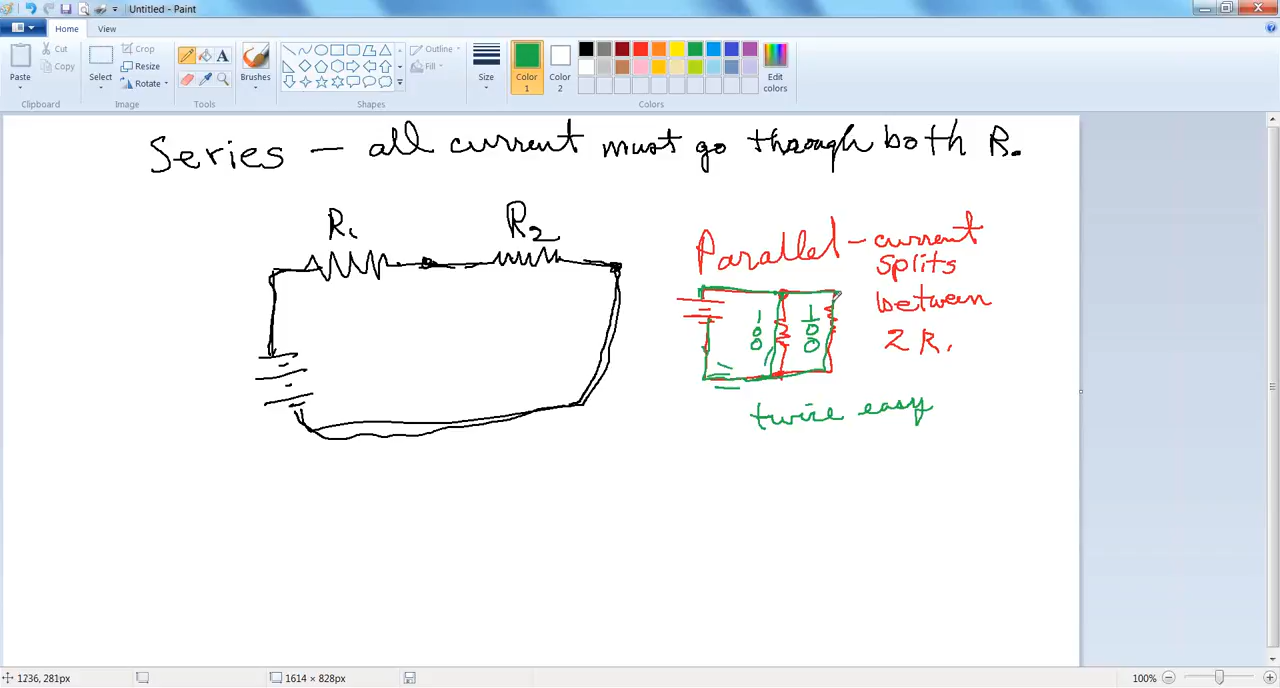 Untitled - Paint
Home View
Paste
Cut
Copy
Clipboard
Select
Crop
Resize
Rotate
Image
A
Tools
Brushes
Outline
Fill
Shapes
Size
Color 1
Color 2
Edit colors
Colors
Series – all current must go through both R.
R1
R2
Parallel – current
splits
between
2 R.
100
100
twice easy
1236, 281px
1614 × 828px
100%